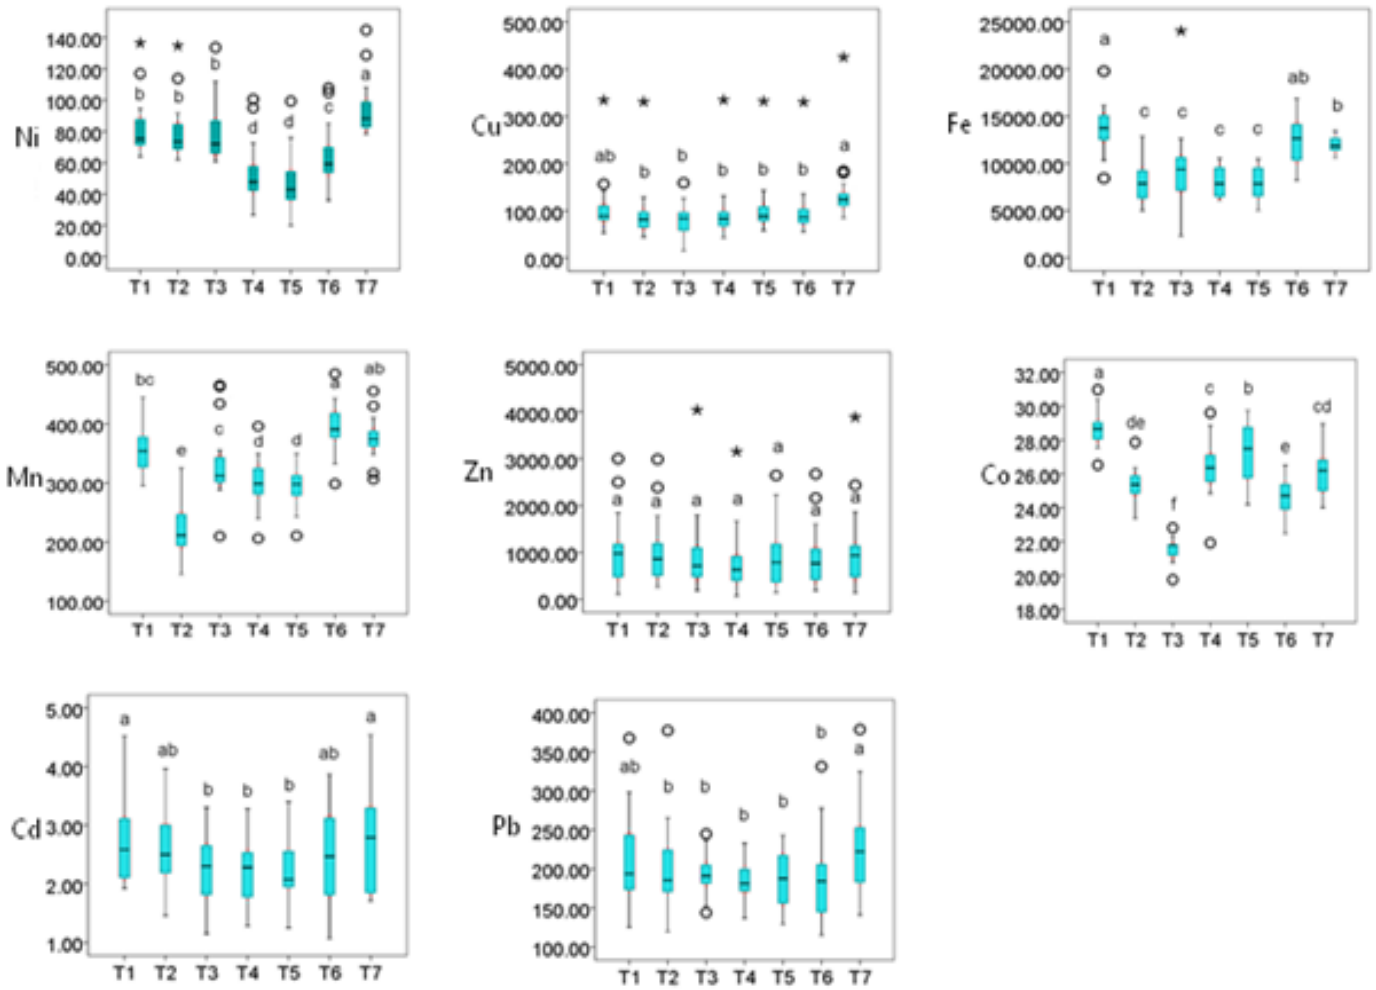 Ni
140.00
120.00
100.00
80.00
60.00
40.00
20.00
0.00
b b b d d c a
T1 T2 T3 T4 T5 T6 T7
Cu
500.00
400.00
300.00
200.00
100.00
0.00
ab b b b b b a
T1 T2 T3 T4 T5 T6 T7
Fe
25000.00
20000.00
15000.00
10000.00
5000.00
0.00
a c c c c ab b
T1 T2 T3 T4 T5 T6 T7
Mn
500.00
400.00
300.00
200.00
100.00
bc e c d d a ab
T1 T2 T3 T4 T5 T6 T7
Zn
5000.00
4000.00
3000.00
2000.00
1000.00
0.00
a a a a a a a
T1 T2 T3 T4 T5 T6 T7
Co
32.00
30.00
28.00
26.00
24.00
22.00
20.00
18.00
a de f c b e cd
T1 T2 T3 T4 T5 T6 T7
Cd
5.00
4.00
3.00
2.00
1.00
a ab b b b ab a
T1 T2 T3 T4 T5 T6 T7
Pb
400.00
350.00
300.00
250.00
200.00
150.00
100.00
ab b b b b b a
T1 T2 T3 T4 T5 T6 T7